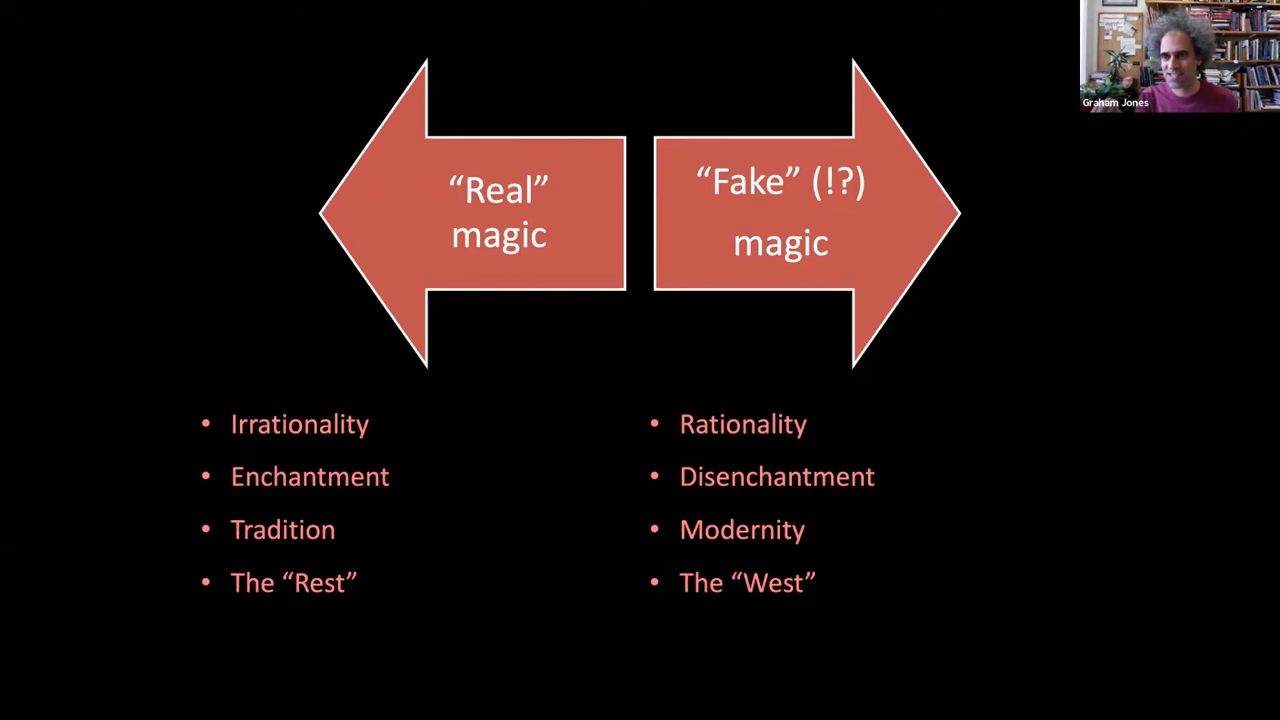 Graham Jones
“Real”
magic
“Fake” (!?)
magic
• Irrationality
• Enchantment
• Tradition
• The “Rest”
• Rationality
• Disenchantment
• Modernity
• The “West”